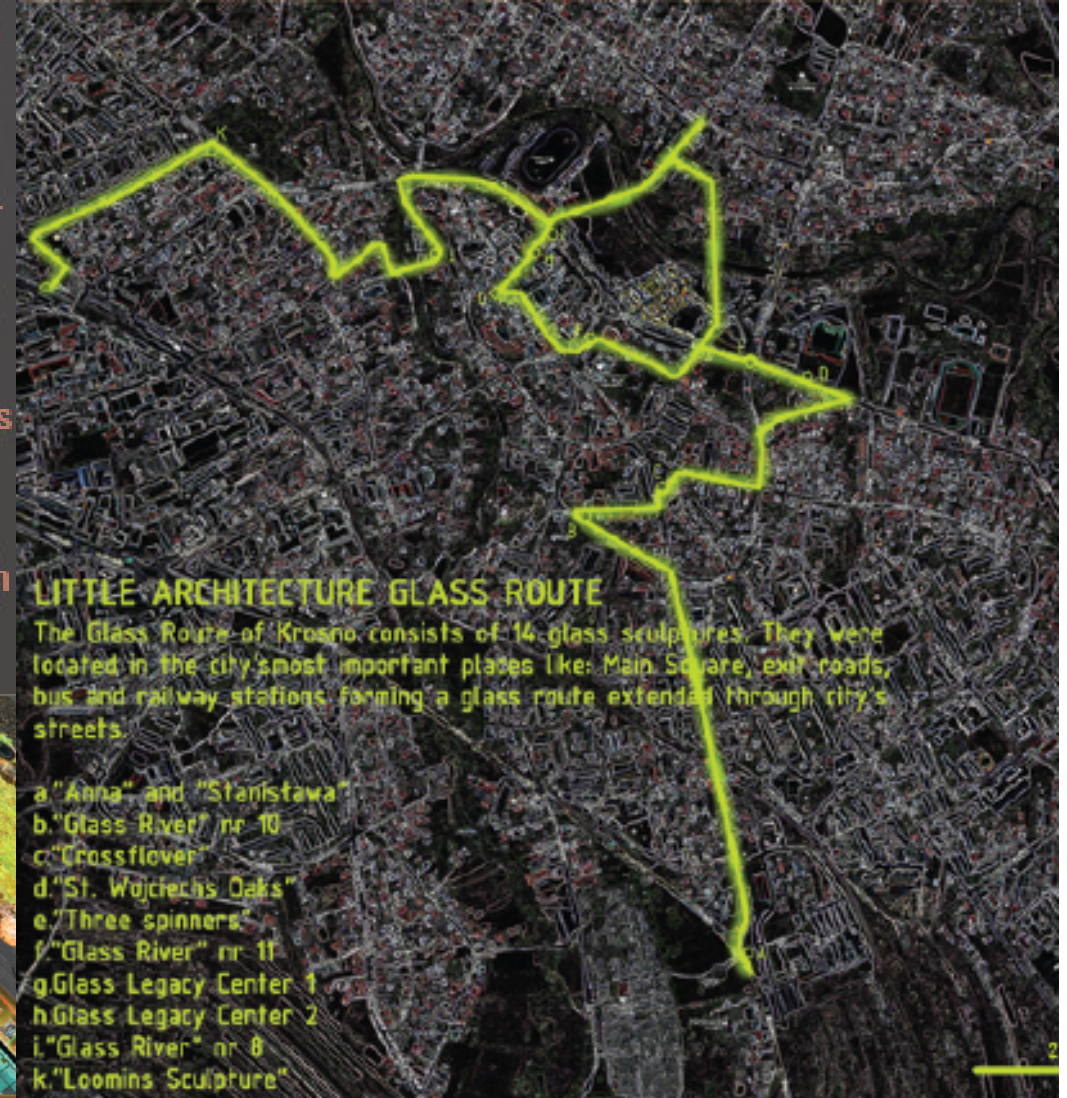 LITTLE ARCHITECTURE GLASS ROUTE
The Glass Route of Krosno consists of 14 glass sculptures. They were
located in the city'smost important places like: Main Square, exit roads,
bus and railway stations forming a glass route extended through city's
streets.
a."Anna" and "Stanisława"
b."Glass River" nr 10
c."Crossflover"
d."St. Wojciechs Oaks"
e."Three spinners"
f."Glass River" nr 11
g.Glass Legacy Center 1
h.Glass Legacy Center 2
i."Glass River" nr 8
k."Loomins Sculpture"
K
D
B
2
s